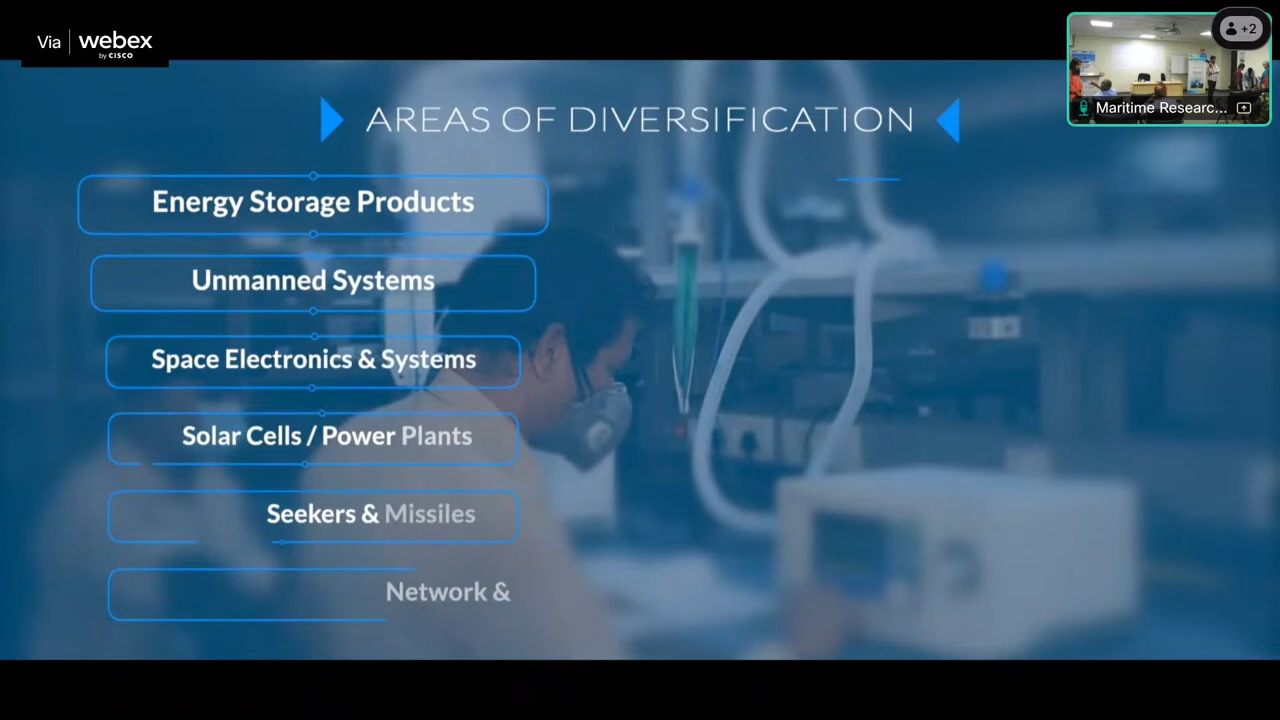 Via webex
by CISCO
+2
Maritime Researc...
AREAS OF DIVERSIFICATION
Energy Storage Products
Unmanned Systems
Space Electronics & Systems
Solar Cells / Power Plants
Seekers & Missiles
Network &